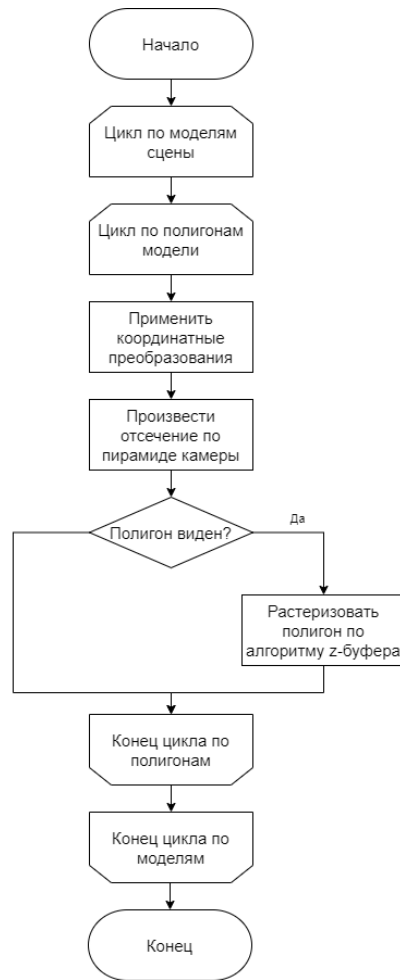 Начало
Цикл по моделям
сцены
Цикл по полигонам
модели
Применить
координатные
преобразования
Произвести
отсечение по
пирамиде камеры
Полигон виден?
Да
Растеризовать
полигон по
алгоритму z-буфера
Конец цикла по
полигонам
Конец цикла по
моделям
Конец